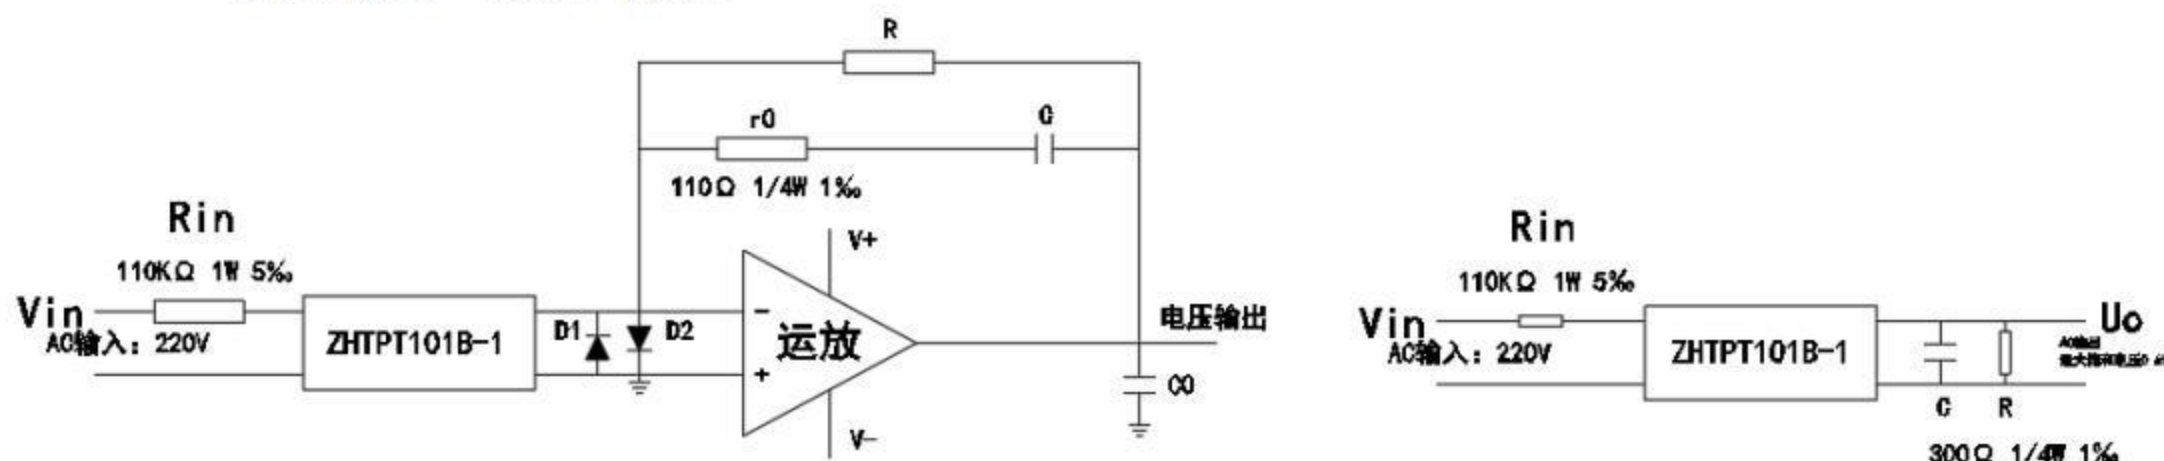 R
r0
C
110Ω 1/4W 1‰
Rin
110KΩ 1W 5‰
Vin
AC输入：220V
ZHTPT101B-1
D1
D2
V+
−
运放
+
V−
电压输出
C0
Rin
110KΩ 1W 5‰
Vin
AC输入：220V
ZHTPT101B-1
Uo
C
R
300Ω 1/4W 1‰